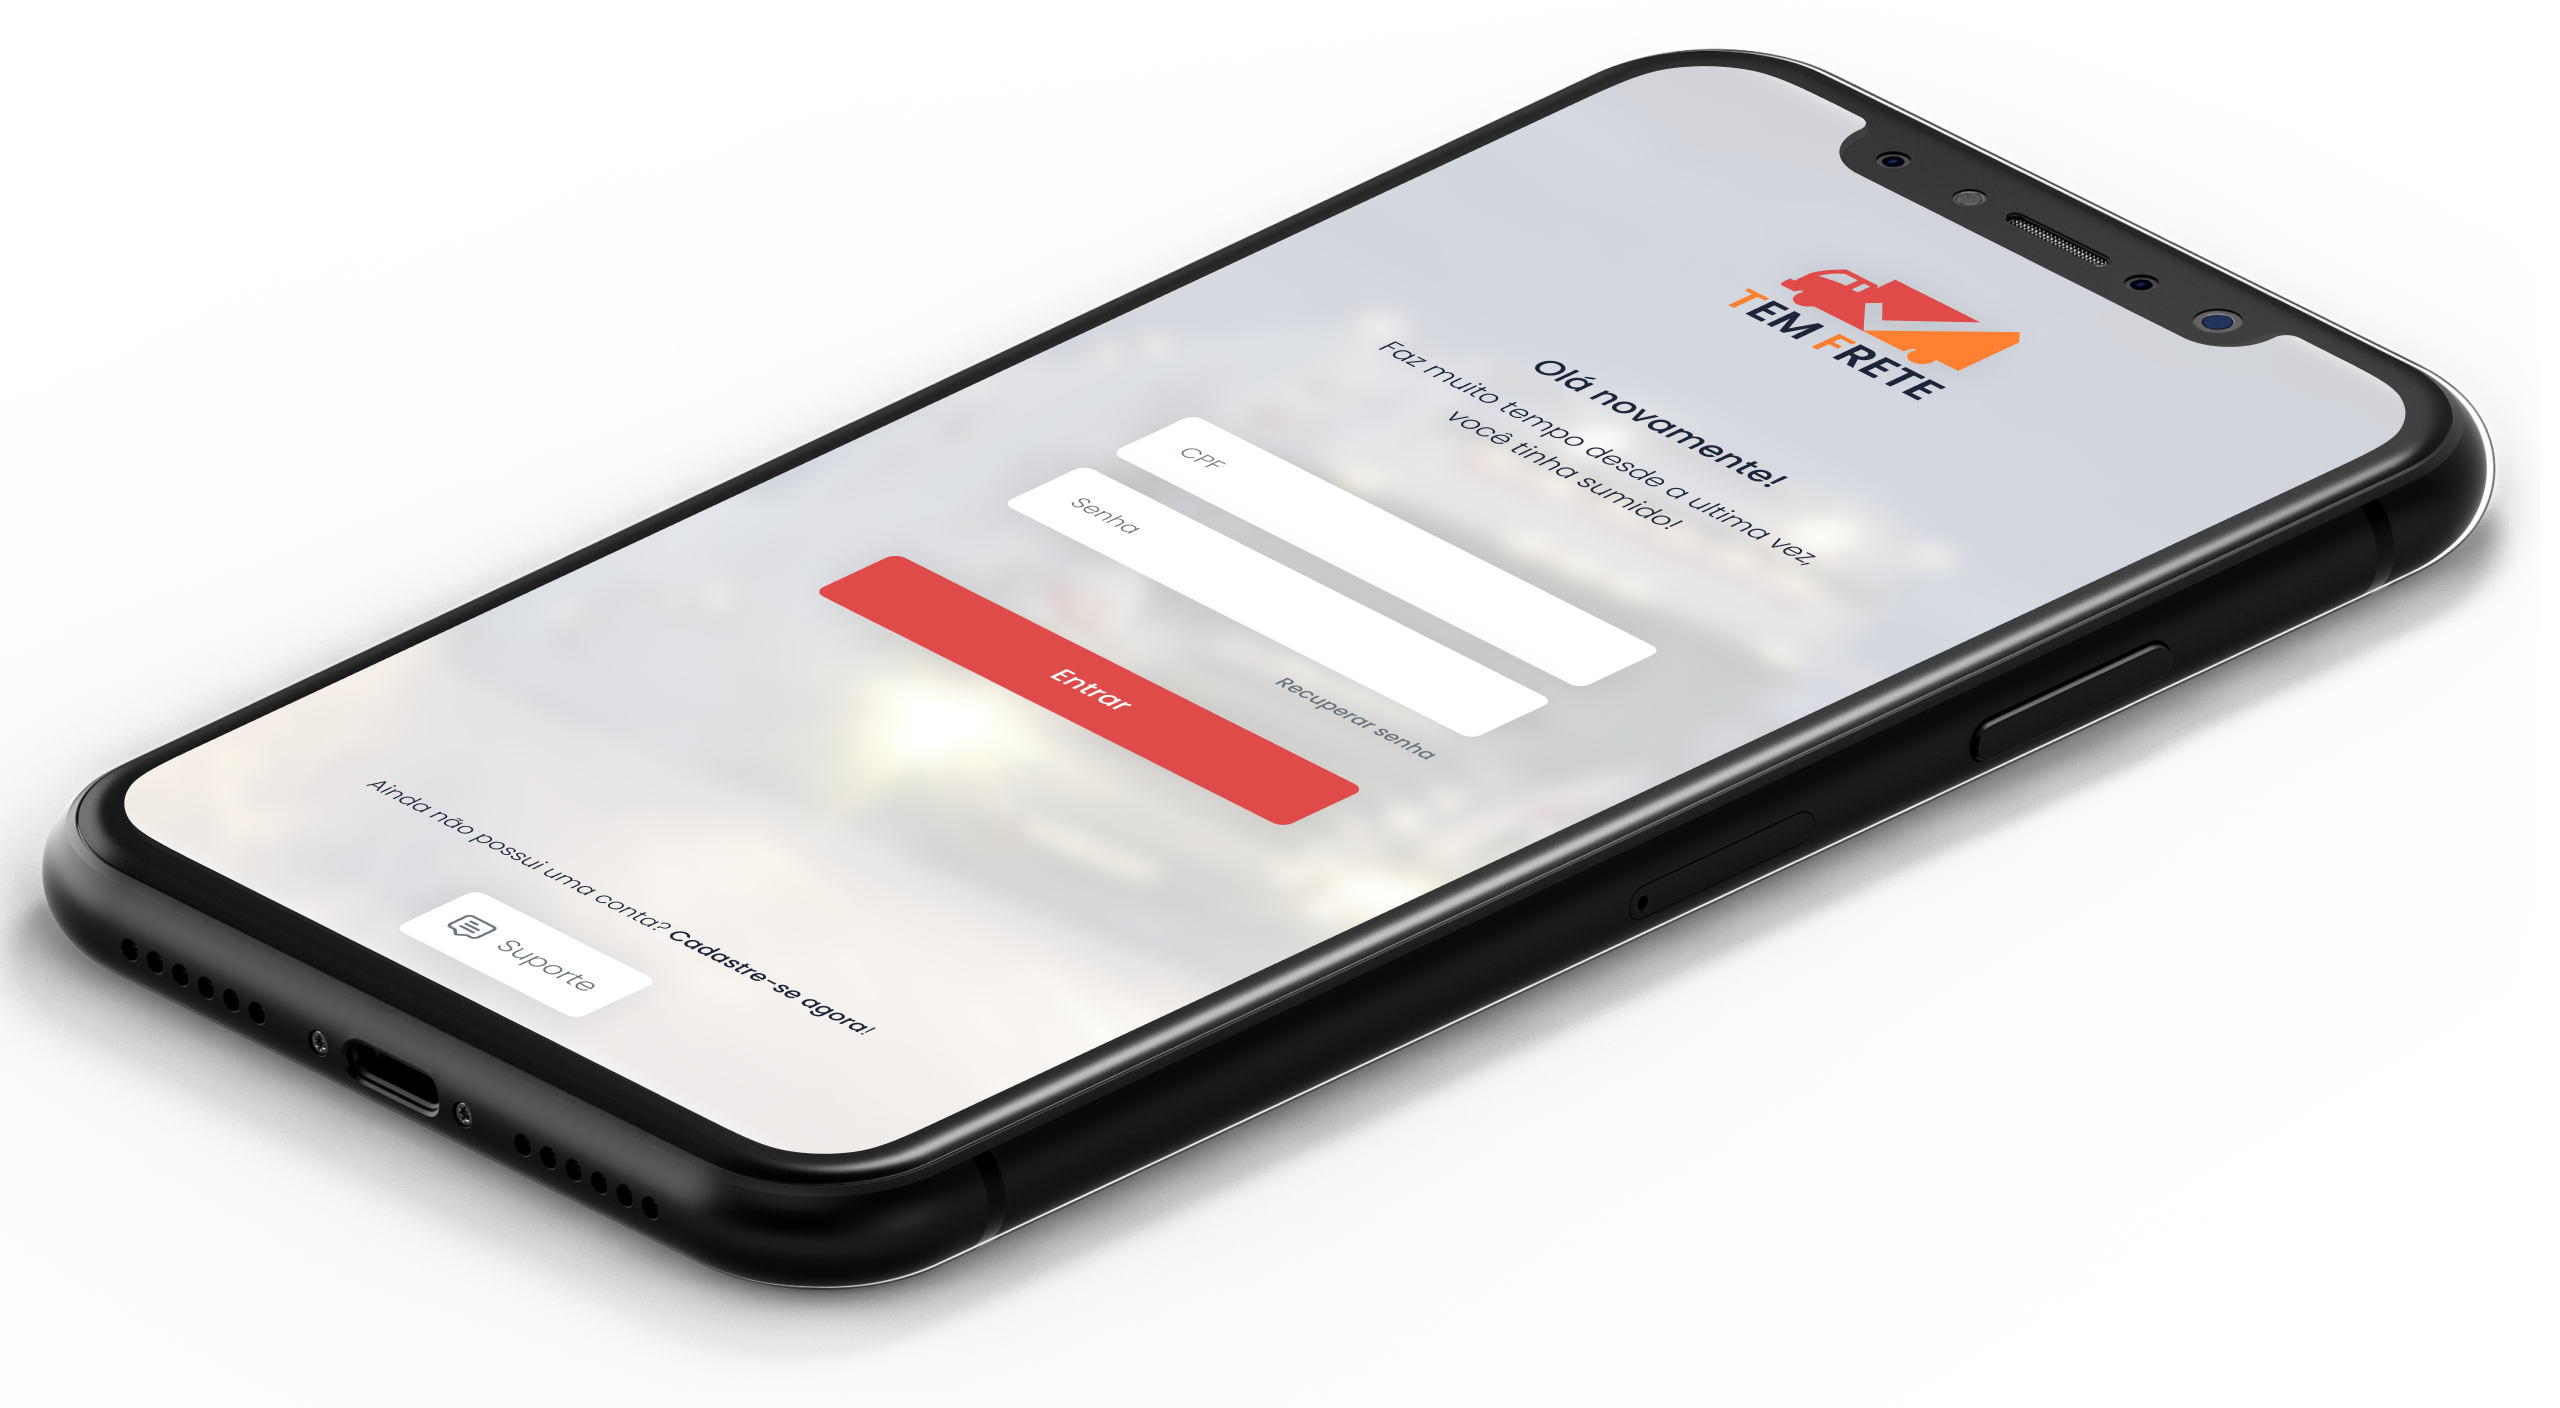 TEM FRETE
Olá novamente!
Faz muito tempo desde a ultima vez,
você tinha sumido!
CPF
Senha
Recuperar senha
Entrar
Ainda não possui uma conta? Cadastre-se agora!
Suporte